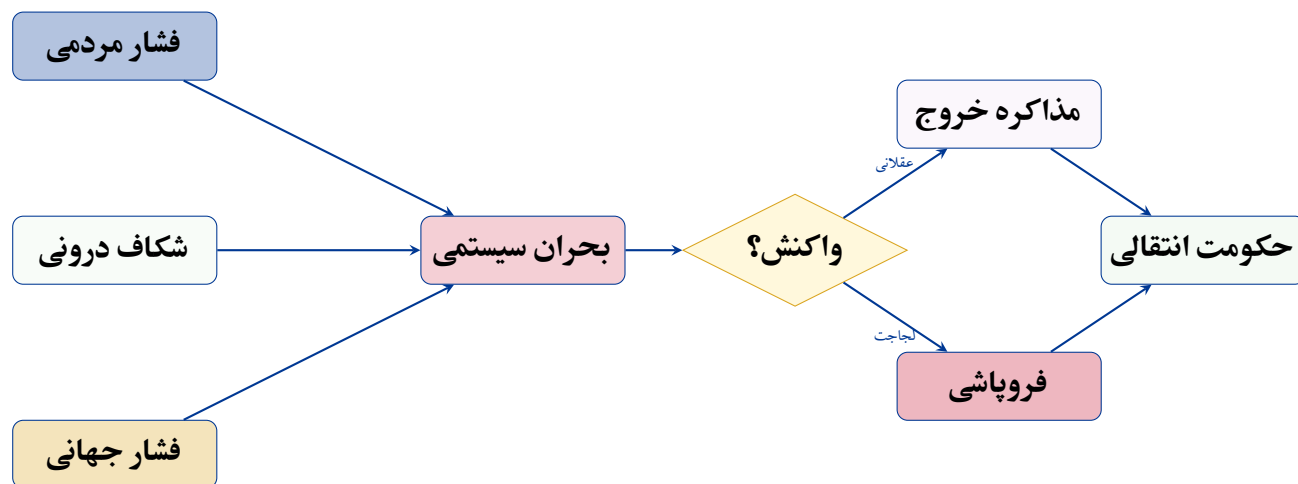 فشار مردمی
شکاف درونی
فشار جهانی
بحران سیستمی
واکنش؟
عقلانی
لجاجت
مذاکره خروج
فروپاشی
حکومت انتقالی